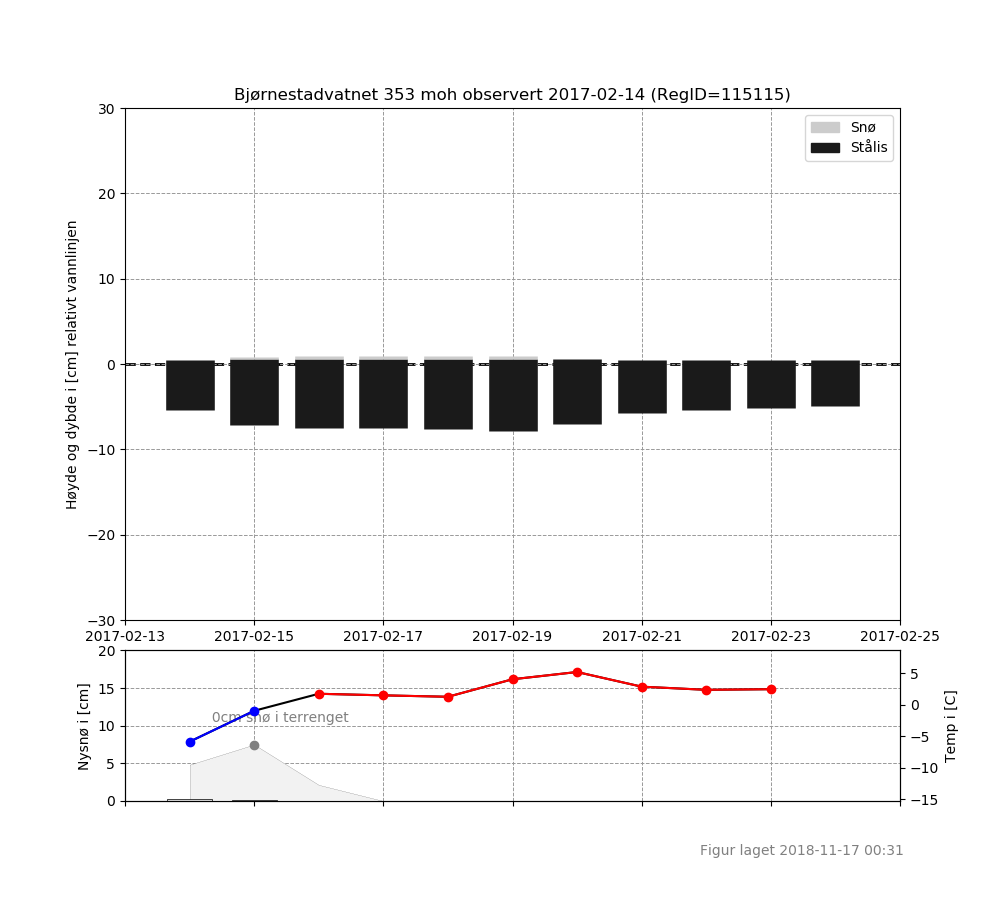 Bjørnestadvatnet 353 moh observert 2017-02-14 (RegID=115115)
Snø
Stålis
Høyde og dybde i [cm] relativt vannlinjen
30
20
10
0
−10
−20
−30
2017-02-13 2017-02-15 2017-02-17 2017-02-19 2017-02-21 2017-02-23 2017-02-25
Nysnø i [cm]
20
15
10
5
0
0cm snø i terrenget
5
0
−5
−10
−15
Temp i [C]
Figur laget 2018-11-17 00:31